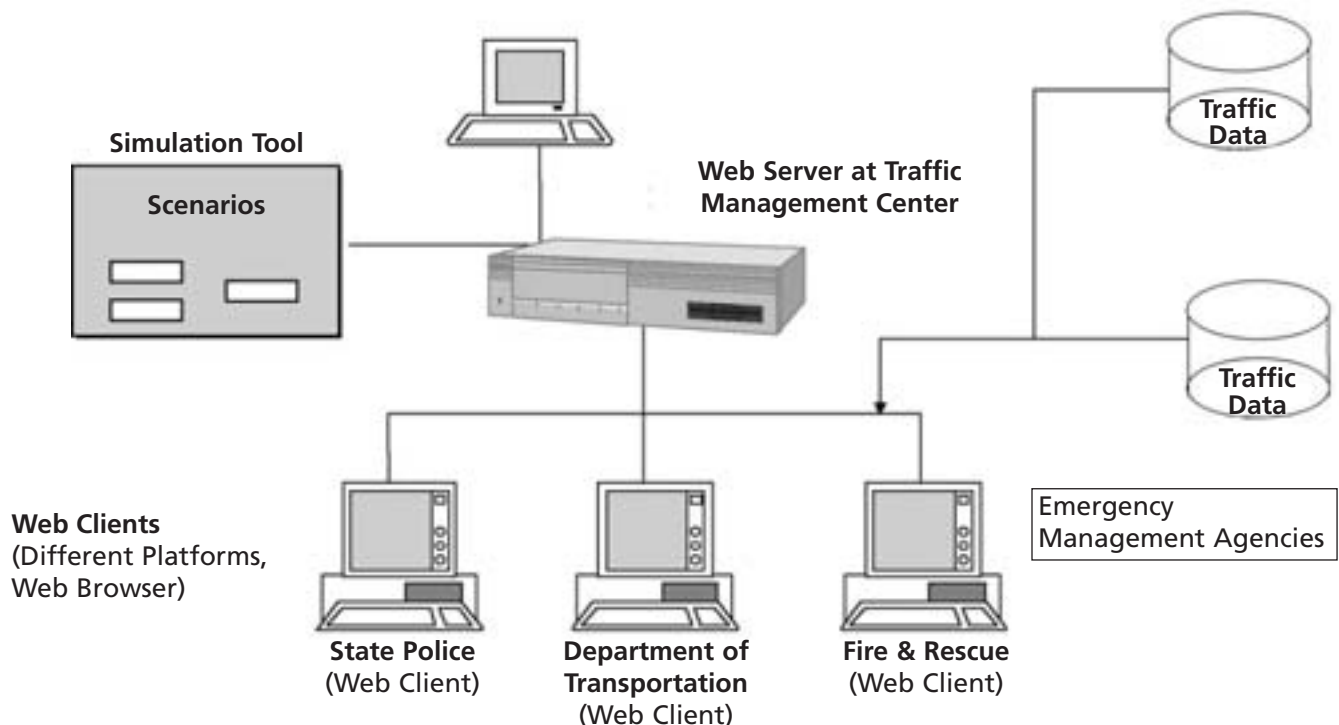 Simulation Tool
Scenarios
Web Server at Traffic
Management Center
Traffic
Data
Traffic
Data
Web Clients
(Different Platforms,
Web Browser)
Emergency
Management Agencies
State Police
(Web Client)
Department of
Transportation
(Web Client)
Fire & Rescue
(Web Client)